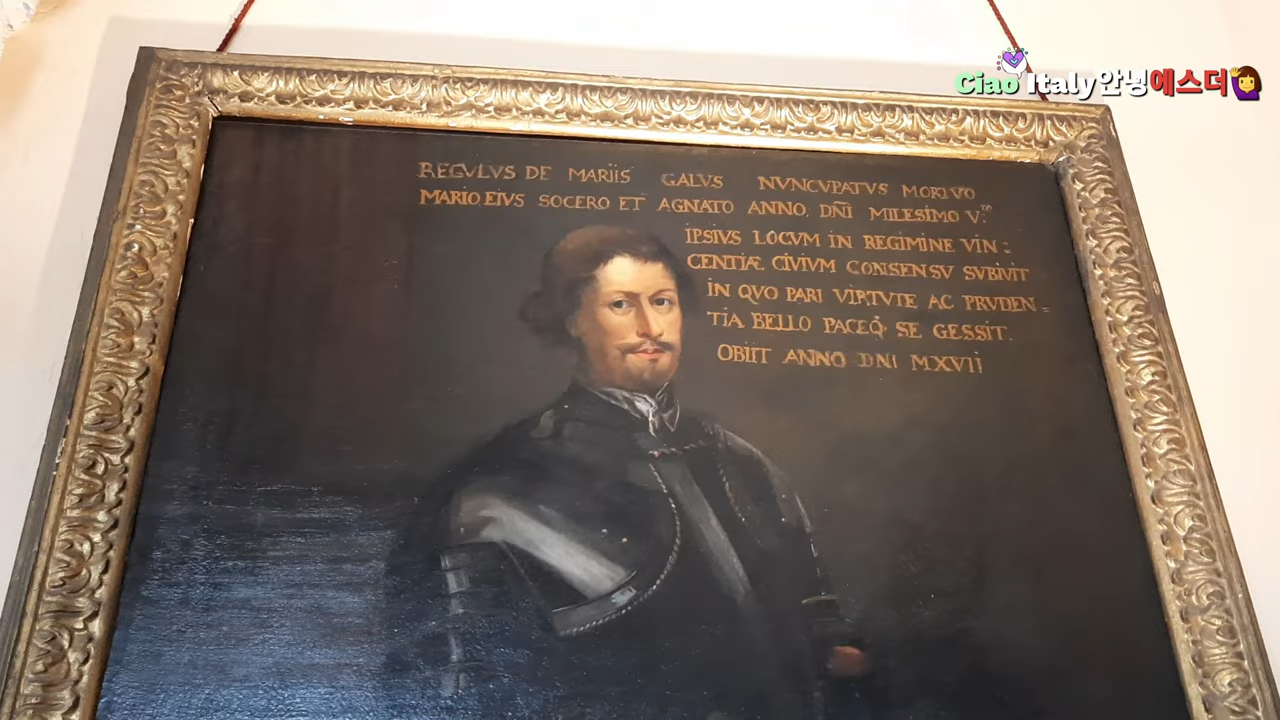 Ciao Italy안녕에스더
REGVLVS DE MARIIS GALVS NVNCVPATVS MORTVO
MARIO EIVS SOCERO ET AGNATO ANNO. DÑI MILESIMO V.TO
IPSIVS LOCVM IN REGIMINE VIN=
CENTIÆ CIVIVM CONSENSV SVBIVIT
IN QVO PARI VIRTVTE AC PRVDEN=
TIA BELLO PACEQ̃ SE GESSIT.
OBIIT ANNO DNI MXVII